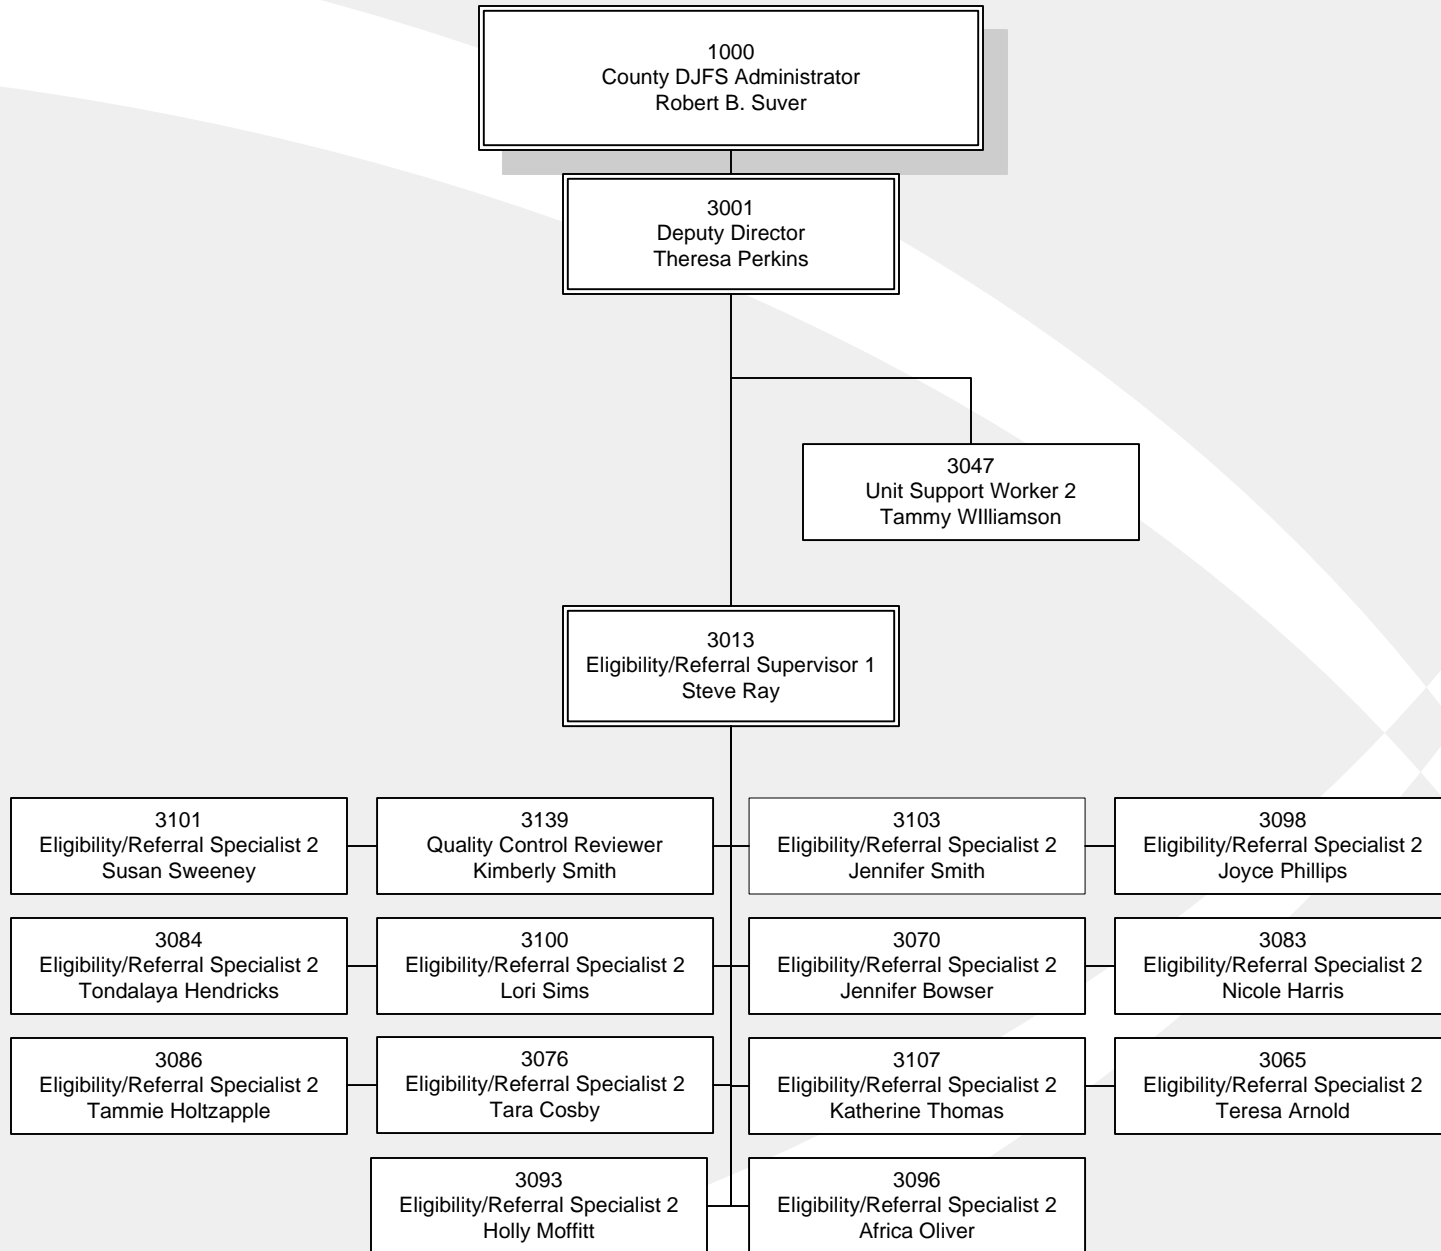 1000
County DJFS Administrator
Robert B. Suver
3001
Deputy Director
Theresa Perkins
3047
Unit Support Worker 2
Tammy WIlliamson
3013
Eligibility/Referral Supervisor 1
Steve Ray
3101
Eligibility/Referral Specialist 2
Susan Sweeney
3139
Quality Control Reviewer
Kimberly Smith
3103
Eligibility/Referral Specialist 2
Jennifer Smith
3098
Eligibility/Referral Specialist 2
Joyce Phillips
3084
Eligibility/Referral Specialist 2
Tondalaya Hendricks
3100
Eligibility/Referral Specialist 2
Lori Sims
3070
Eligibility/Referral Specialist 2
Jennifer Bowser
3083
Eligibility/Referral Specialist 2
Nicole Harris
3086
Eligibility/Referral Specialist 2
Tammie Holtzapple
3076
Eligibility/Referral Specialist 2
Tara Cosby
3107
Eligibility/Referral Specialist 2
Katherine Thomas
3065
Eligibility/Referral Specialist 2
Teresa Arnold
3093
Eligibility/Referral Specialist 2
Holly Moffitt
3096
Eligibility/Referral Specialist 2
Africa Oliver